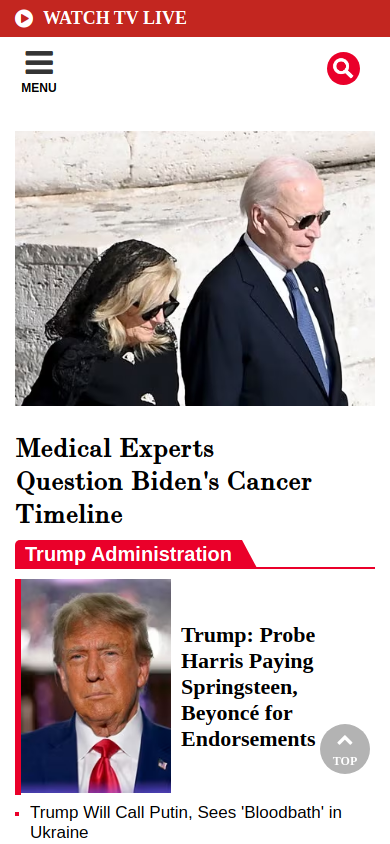 WATCH TV LIVE
MENU
Medical Experts
Question Biden's Cancer
Timeline
Trump Administration
Trump: Probe
Harris Paying
Springsteen,
Beyoncé for
Endorsements
TOP
Trump Will Call Putin, Sees 'Bloodbath' in
Ukraine